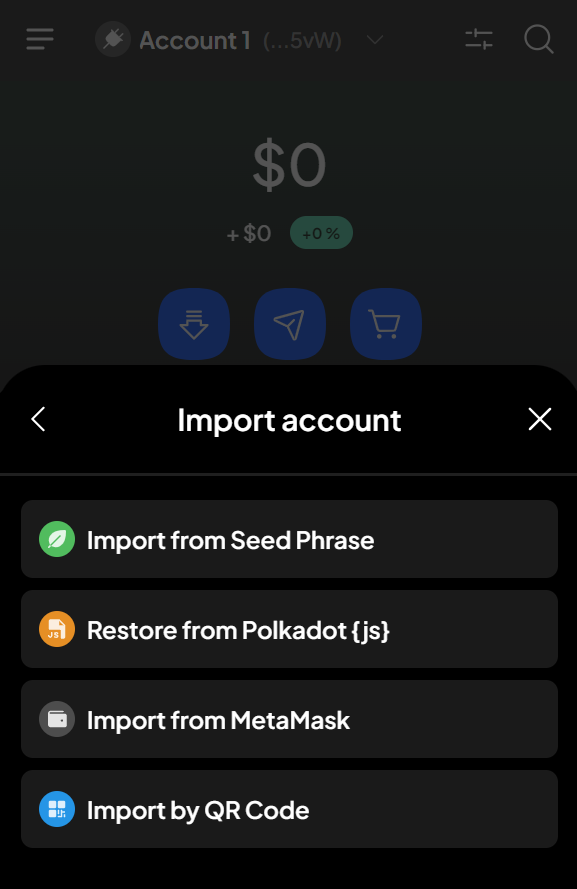 Account 1 (...5vW)
$0
+ $0 +0 %
Import account
Import from Seed Phrase
JS Restore from Polkadot {js}
Import from MetaMask
Import by QR Code